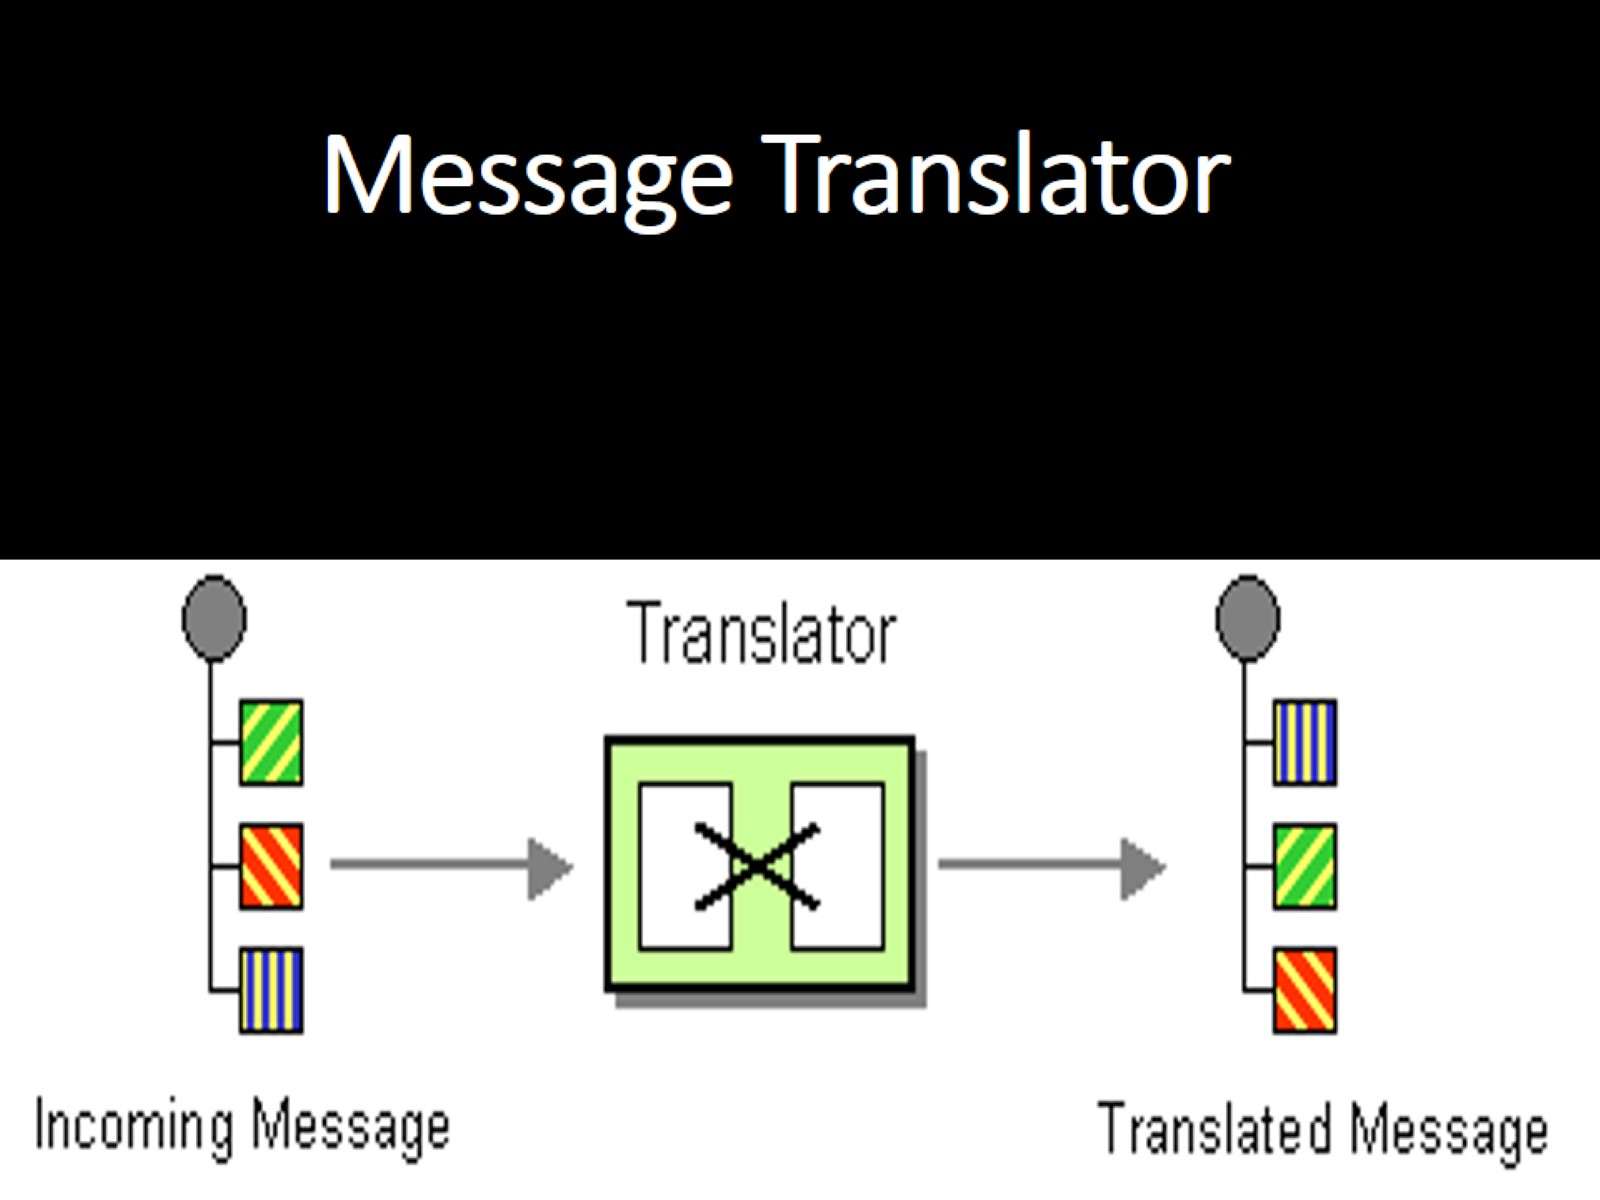 Message Translator
Translator
Incoming Message
Translated Message